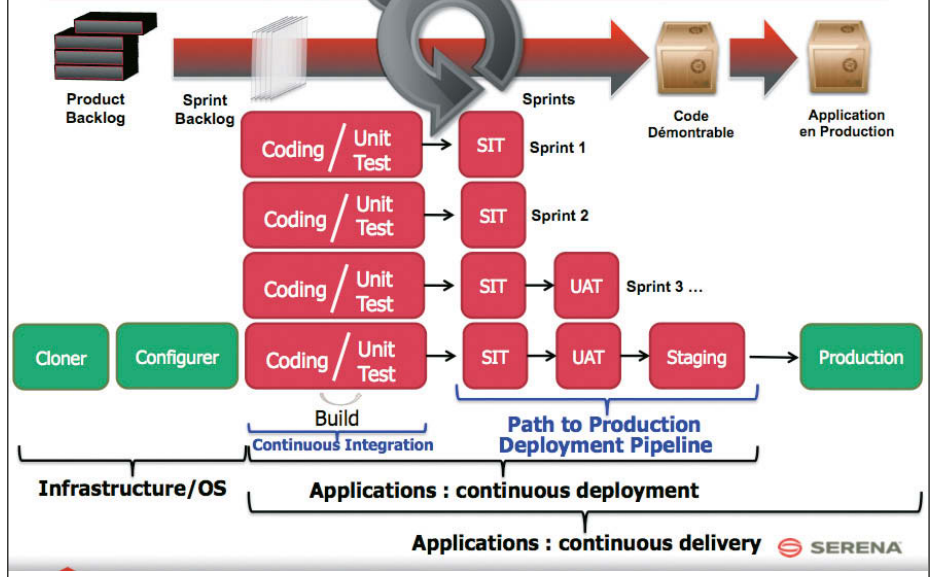 Product
Backlog
Sprint
Backlog
Sprints
Code
Démontrable
Application
en Production
Coding / Unit
Test
SIT
Sprint 1
Coding / Unit
Test
SIT
Sprint 2
Coding / Unit
Test
SIT
UAT
Sprint 3 ...
Cloner
Configurer
Coding / Unit
Test
SIT
UAT
Staging
Production
Build
Continuous Integration
Path to Production
Deployment Pipeline
Infrastructure/OS
Applications : continuous deployment
Applications : continuous delivery
SERENA